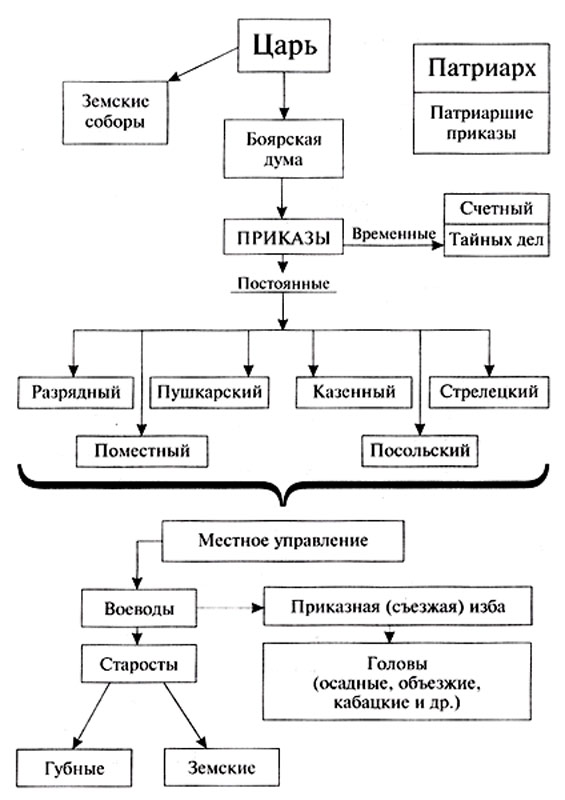 Царь
Патриарх
Патриаршие
приказы
Земские
соборы
Боярская
дума
ПРИКАЗЫ
Временные
Счетный
Тайных дел
Постоянные
Разрядный
Пушкарский
Казенный
Стрелецкий
Поместный
Посольский
Местное управление
Воеводы
Приказная (съезжая) изба
Старосты
Головы
(осадные, объезжие,
кабацкие и др.)
Губные
Земские